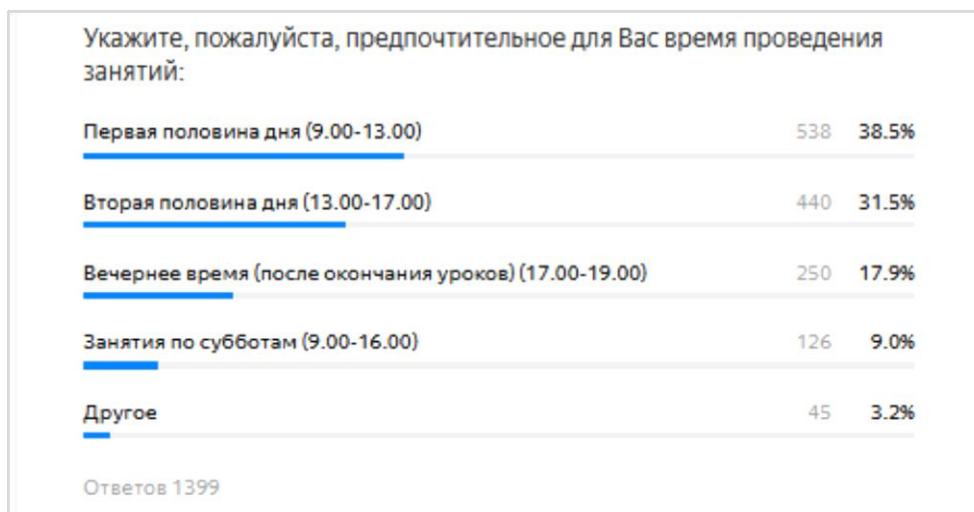 Укажите, пожалуйста, предпочтительное для Вас время проведения
занятий:
Первая половина дня (9.00-13.00) 538 38.5%
Вторая половина дня (13.00-17.00) 440 31.5%
Вечернее время (после окончания уроков) (17.00-19.00) 250 17.9%
Занятия по субботам (9.00-16.00) 126 9.0%
Другое 45 3.2%
Ответов 1399